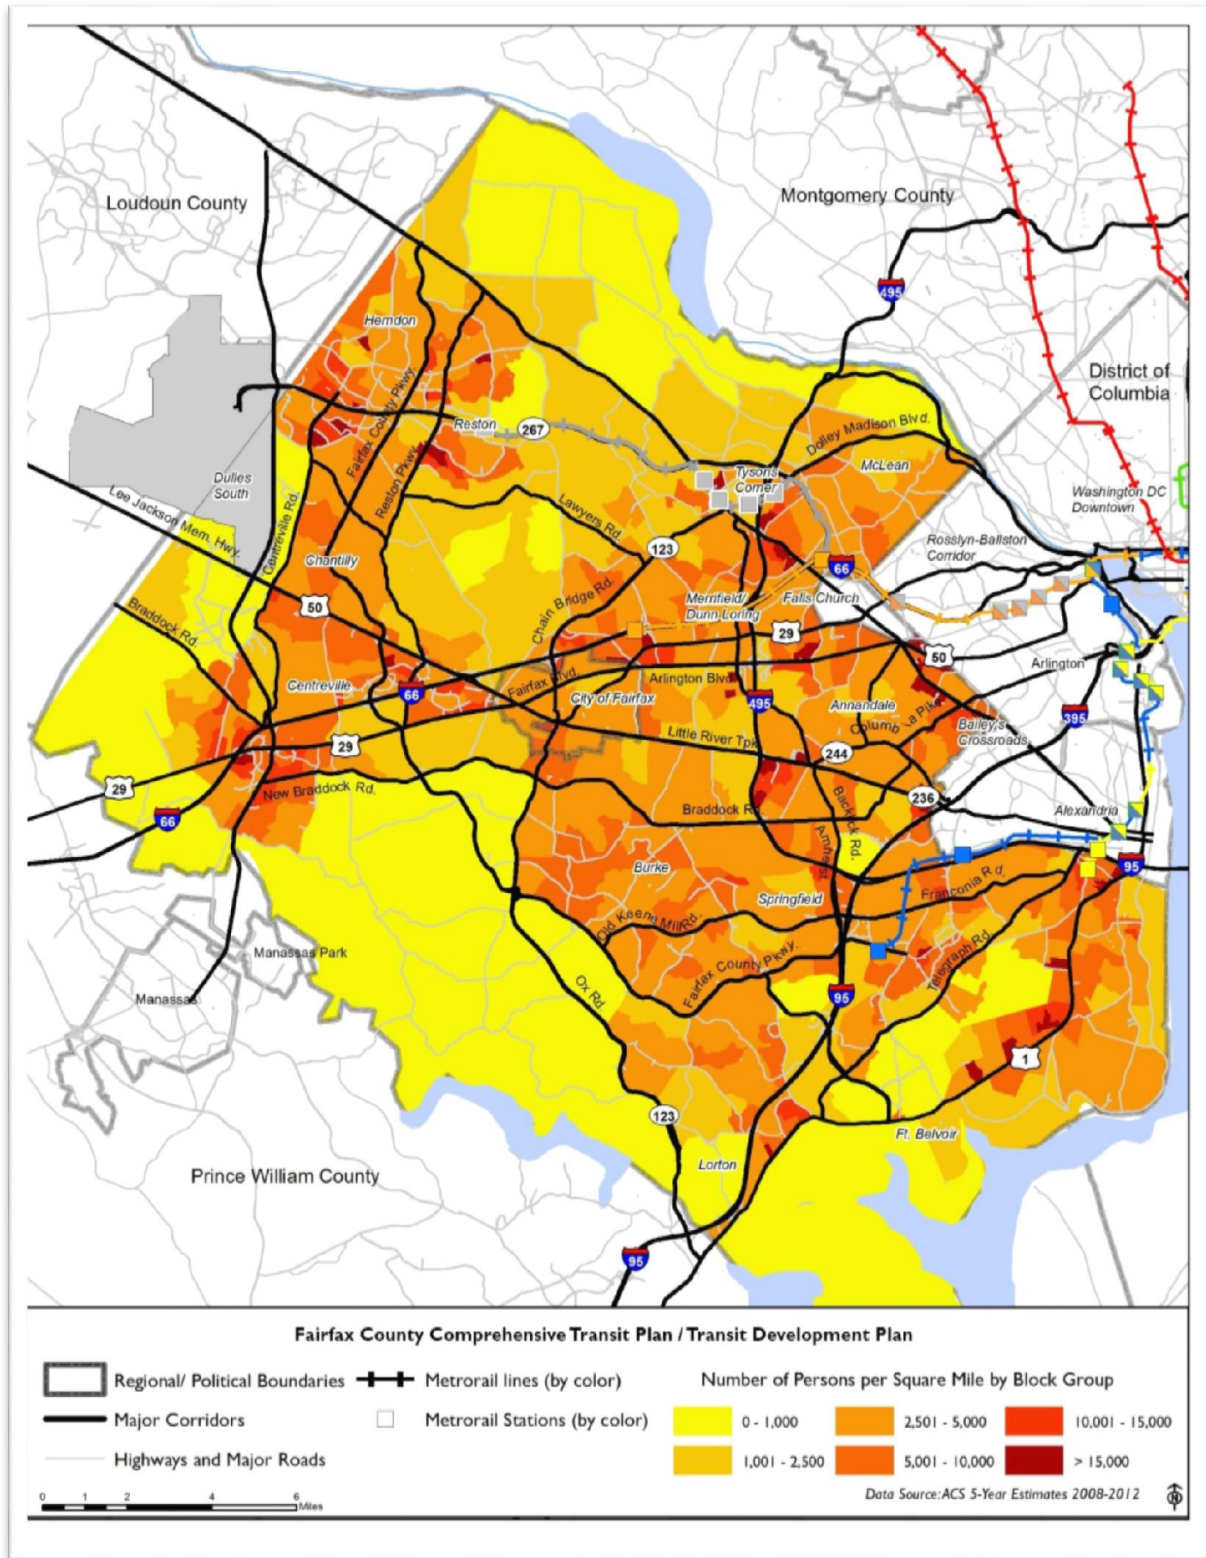 Loudoun County
Montgomery County
495
Herndon
District of
Columbia
Fairfax County Pkwy.
Reston
267
Dolley Madison Blvd.
McLean
Reston Pkwy.
Tysons
Corner
Dulles
South
Washington DC
Downtown
Lee Jackson Mem. Hwy.
Centreville Rd.
Lawyers Rd.
123
Rosslyn-Ballston
Corridor
Chantilly
66
50
Braddock Rd.
Chain Bridge Rd.
Merrifield/
Dunn Loring
Falls Church
29
50
Arlington
Centreville
66
Fairfax Blvd.
Arlington Blvd.
City of Fairfax
495
Annandale
395
Columbia Pike
Bailey's
Crossroads
29
Little River Tpk.
244
29
New Braddock Rd.
236
66
Braddock Rd.
Backlick Rd.
Alexandria
Amherst
95
Burke
Springfield
Franconia Rd.
Old Keene Mill Rd.
Manassas Park
Fairfax County Pkwy.
Telegraph Rd.
Manassas
Ox Rd.
95
1
123
Ft. Belvoir
Lorton
Prince William County
95
Fairfax County Comprehensive Transit Plan / Transit Development Plan
Regional/ Political Boundaries
Metrorail lines (by color)
Number of Persons per Square Mile by Block Group
Major Corridors
Metrorail Stations (by color)
0 - 1,000
2,501 - 5,000
10,001 - 15,000
Highways and Major Roads
1,001 - 2,500
5,001 - 10,000
> 15,000
0 1 2 4 6
Miles
Data Source: ACS 5-Year Estimates 2008-2012
N